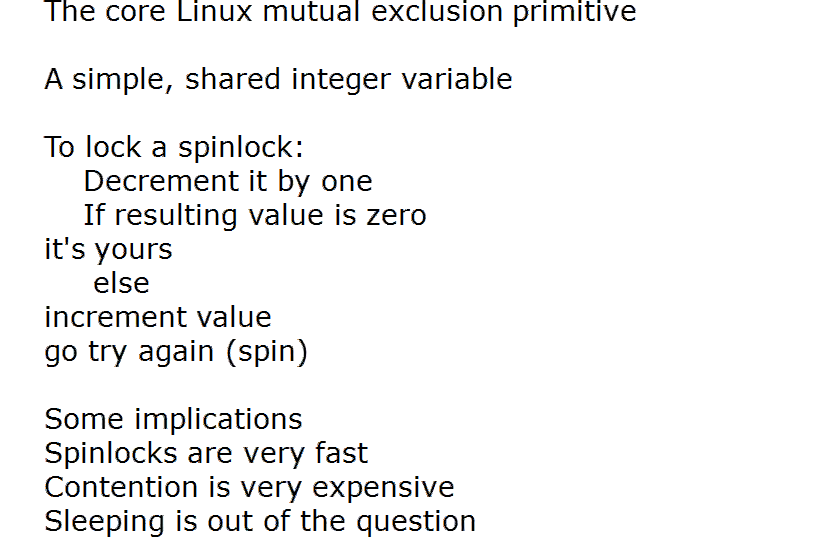 The core Linux mutual exclusion primitive
A simple, shared integer variable
To lock a spinlock:
Decrement it by one
If resulting value is zero
it's yours
else
increment value
go try again (spin)
Some implications
Spinlocks are very fast
Contention is very expensive
Sleeping is out of the question